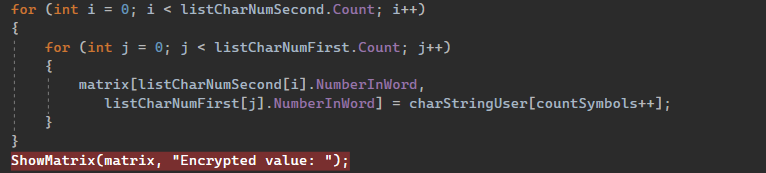 for (int i = 0; i < listCharNumSecond.Count; i++)
{
    for (int j = 0; j < listCharNumFirst.Count; j++)
    {
        matrix[listCharNumSecond[i].NumberInWord,
            listCharNumFirst[j].NumberInWord] = charStringUser[countSymbols++];
    }
}
ShowMatrix(matrix, "Encrypted value: ");